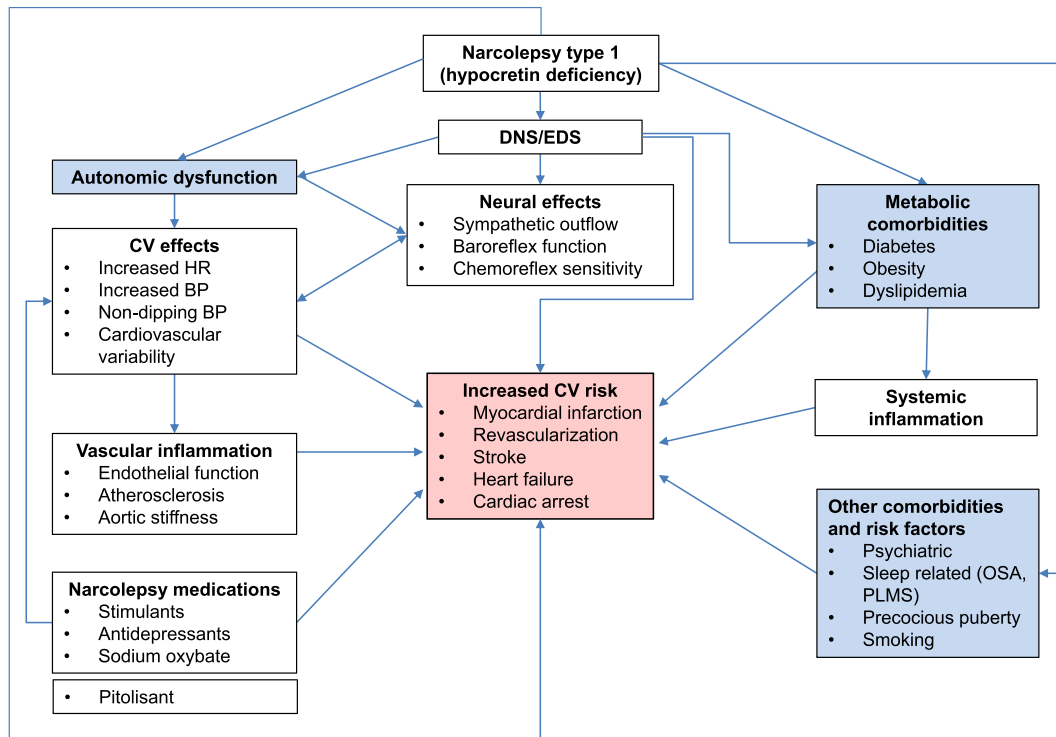 Narcolepsy type 1
(hypocretin deficiency)
DNS/EDS
Autonomic dysfunction
Neural effects
• Sympathetic outflow
• Baroreflex function
• Chemoreflex sensitivity
Metabolic
comorbidities
• Diabetes
• Obesity
• Dyslipidemia
CV effects
• Increased HR
• Increased BP
• Non-dipping BP
• Cardiovascular
variability
Increased CV risk
• Myocardial infarction
• Revascularization
• Stroke
• Heart failure
• Cardiac arrest
Systemic
inflammation
Vascular inflammation
• Endothelial function
• Atherosclerosis
• Aortic stiffness
Other comorbidities
and risk factors
• Psychiatric
• Sleep related (OSA,
PLMS)
• Precocious puberty
• Smoking
Narcolepsy medications
• Stimulants
• Antidepressants
• Sodium oxybate
• Pitolisant